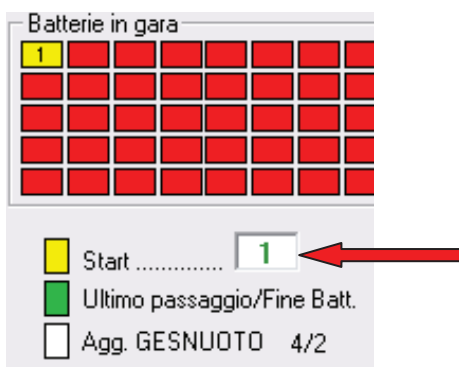 Batterie in gara
1
Start .............. 1
Ultimo passaggio/Fine Batt.
Agg. GESNUOTO 4/2